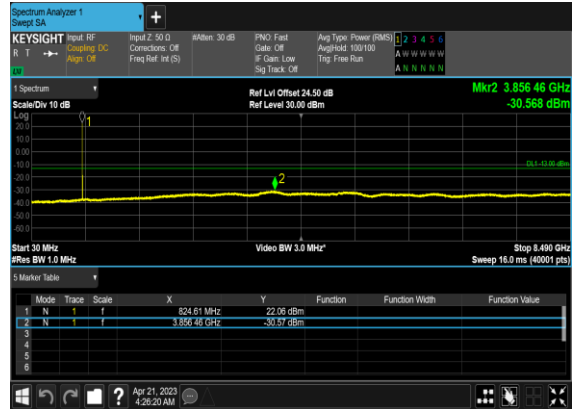 Spectrum Analyzer 1
Swept SA
+
KEYSIGHT Input: RF Input Z: 50 Ω #Atten: 30 dB PNO: Fast Avg Type: Power (RMS) 1 2 3 4 5 6
R T Coupling: DC Corrections: Off Gate: Off Avg|Hold: 100/100 A W W W W W
Align: Off Freq Ref: Int (S) IF Gain: Low Trig: Free Run
Sig Track: Off A N N N N N
1 Spectrum Ref Lvl Offset 24.50 dB Mkr2 3.856 46 GHz
Scale/Div 10 dB Ref Level 30.00 dBm -30.568 dBm
Log
1
20.0
10.0
0.00
-10.0 DL1 -13.00 dBm
-20.0 2
-30.0
-40.0
-50.0
-60.0
Start 30 MHz Video BW 3.0 MHz* Stop 8.490 GHz
#Res BW 1.0 MHz Sweep 16.0 ms (40001 pts)
5 Marker Table
Mode Trace Scale X Y Function Function Width Function Value
1 N 1 f 824.61 MHz 22.06 dBm
2 N 1 f 3.856 46 GHz -30.57 dBm
3
4
5
6
? Apr 21, 2023
4:26:20 AM